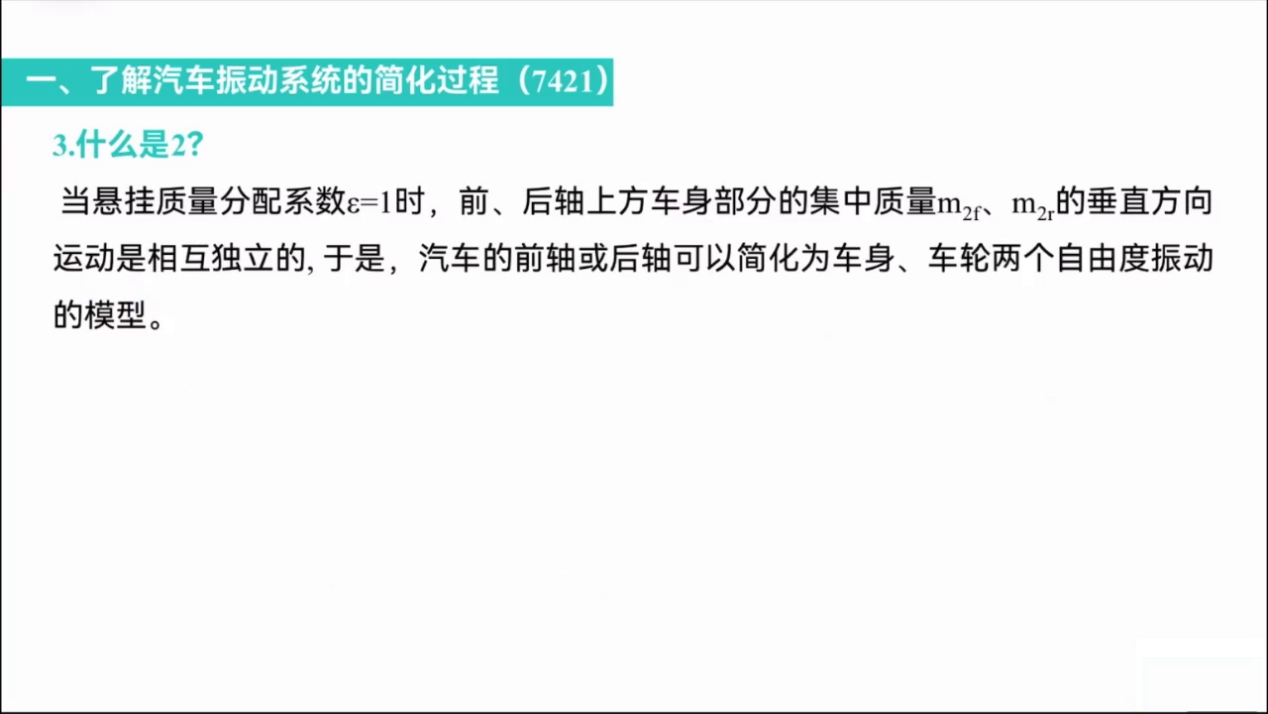 一、了解汽车振动系统的简化过程（7421）
3.什么是2？
当悬挂质量分配系数ε=1时，前、后轴上方车身部分的集中质量m2f、m2r的垂直方向
运动是相互独立的, 于是，汽车的前轴或后轴可以简化为车身、车轮两个自由度振动
的模型。